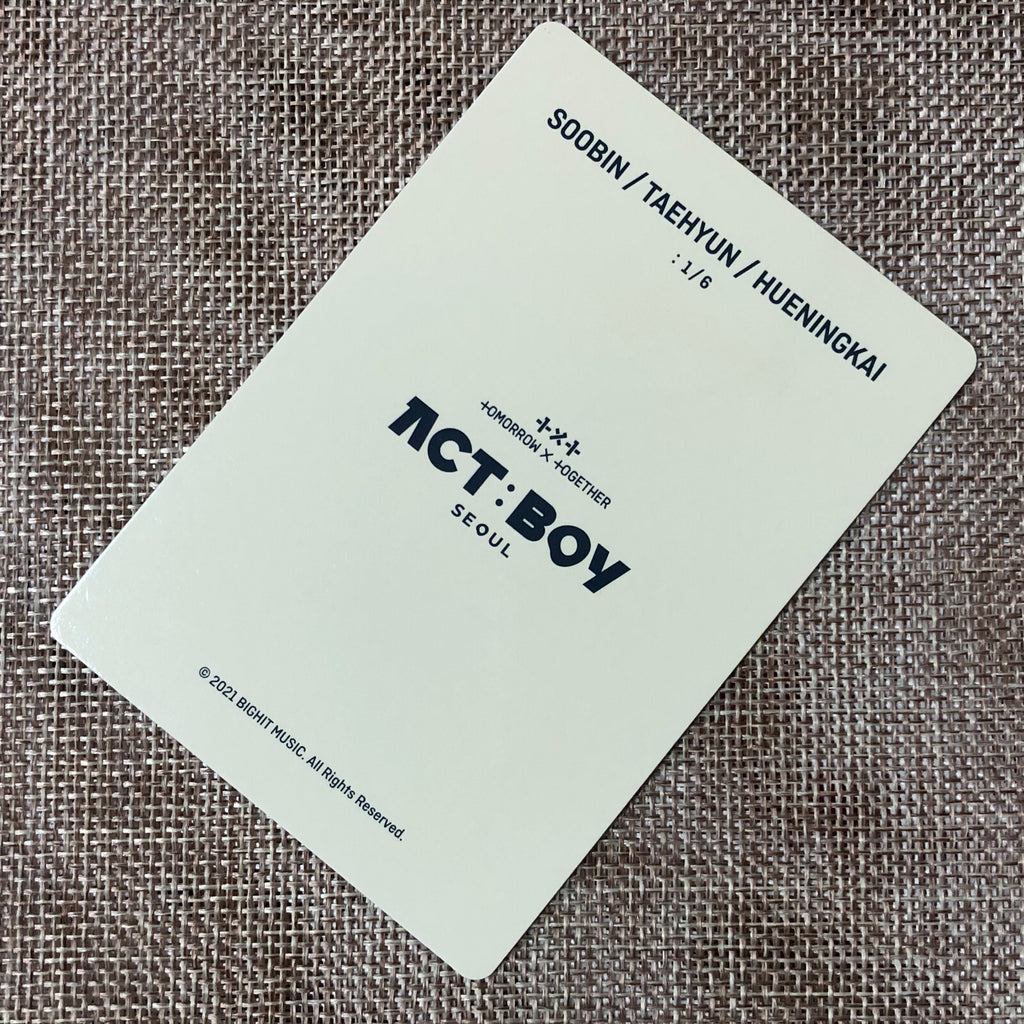 SOOBIN / TAEHYUN / HUENINGKAI
: 1/6
t×t
tOMORROW × tOGETHER
ACT : BOY
SEOUL
© 2021 BIGHIT MUSIC. All Rights Reserved.